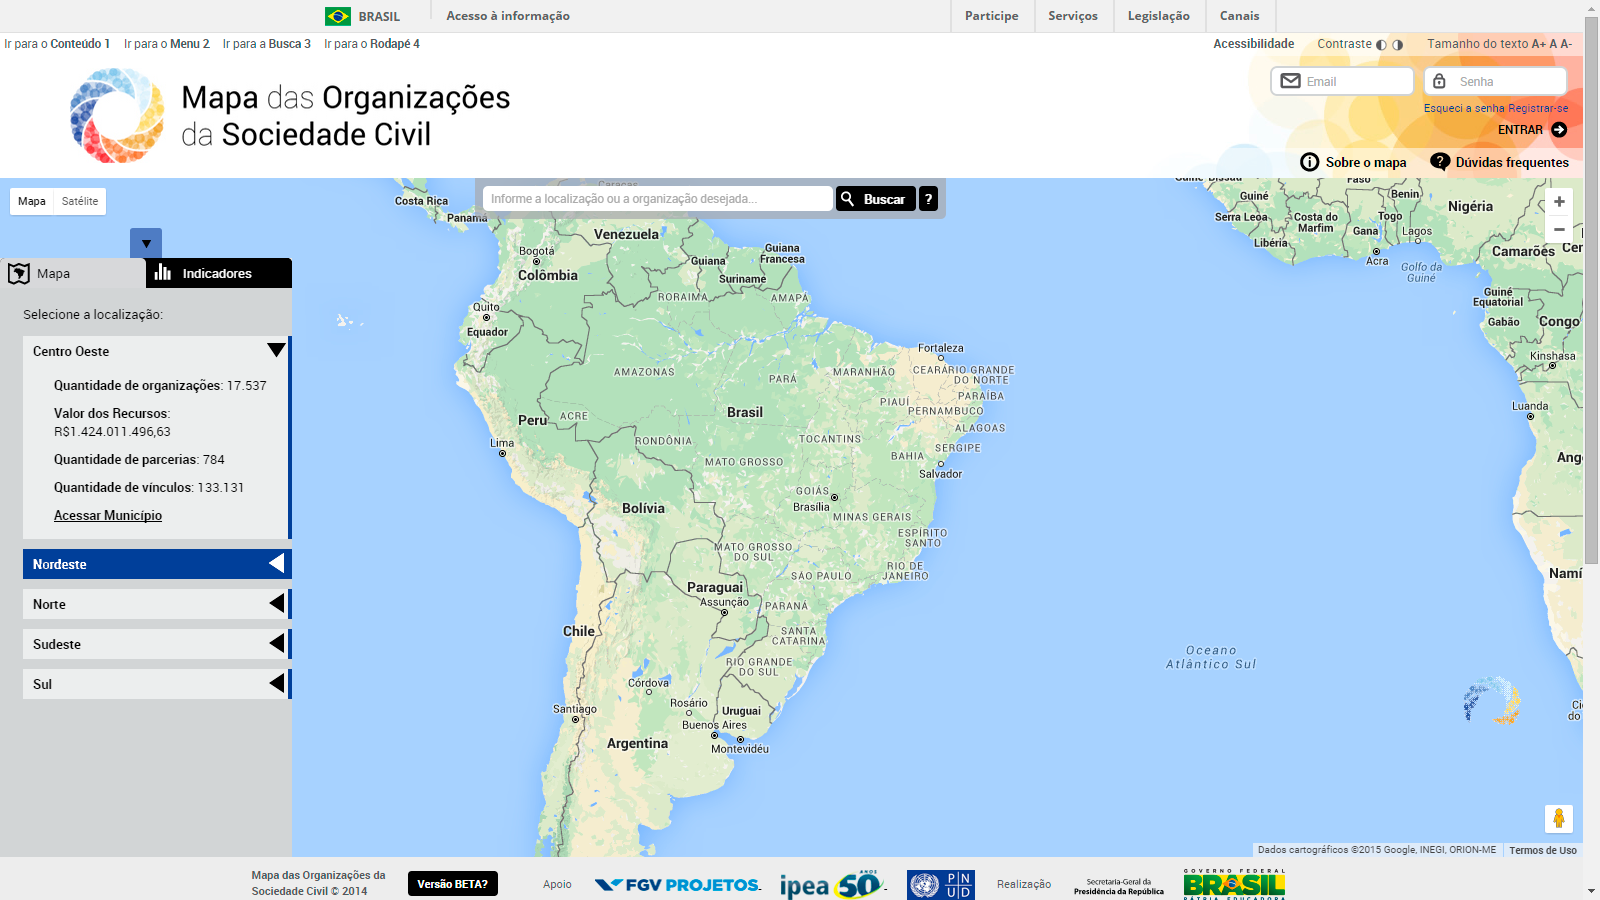 BRASIL
Acesso à informação
Participe
Serviços
Legislação
Canais
Ir para o Conteúdo 1
Ir para o Menu 2
Ir para a Busca 3
Ir para o Rodapé 4
Acessibilidade
Contraste
Tamanho do texto A+ A A-
Mapa das Organizações
da Sociedade Civil
Email
Senha
Esqueci a senha Registrar-se
ENTRAR
Sobre o mapa
? Dúvidas frequentes
Mapa
Satélite
Informe a localização ou a organização desejada...
Buscar
?
Mapa
Indicadores
Selecione a localização:
Centro Oeste
Quantidade de organizações: 17.537
Valor dos Recursos:
R$1.424.011.496,63
Quantidade de parcerias: 784
Quantidade de vínculos: 133.131
Acessar Município
Nordeste
Norte
Sudeste
Sul
Caracas
Costa Rica
Panamá
Venezuela
Bogotá
Colômbia
Guiana
Guiana
Francesa
Suriname
RORAIMA
AMAPÁ
Quito
Equador
Fortaleza
AMAZONAS
PARÁ
MARANHÃO
CEARÁ
RIO GRANDE
DO NORTE
PARAÍBA
PIAUÍ
PERNAMBUCO
Brasil
ACRE
Peru
ALAGOAS
Lima
RONDÔNIA
TOCANTINS
SERGIPE
BAHIA
MATO GROSSO
Salvador
GOIÁS
Brasília
Bolívia
MINAS GERAIS
ESPÍRITO
SANTO
MATO GROSSO
DO SUL
SÃO PAULO
RIO DE
JANEIRO
Paraguai
Assunção
PARANÁ
Chile
SANTA
CATARINA
RIO GRANDE
DO SUL
Córdova
Rosário
Santiago
Uruguai
Buenos Aires
Argentina
Montevidéu
Oceano
Atlântico Sul
Guiné-Bissau
Guiné
Serra Leoa
Libéria
Costa do
Marfim
Faso
Benin
Togo
Gana
Nigéria
Lagos
Acra
Camarões
Golfo da
Guiné
Guiné
Equatorial
Gabão
Congo
Kinshasa
Luanda
Ang
Namí
+
−
Dados cartográficos ©2015 Google, INEGI, ORION-ME
Termos de Uso
Mapa das Organizações da
Sociedade Civil © 2014
Versão BETA?
Apoio
FGV PROJETOS
ipea 50 ANOS
PNUD
Realização
Secretaria-Geral da
Presidência da República
GOVERNO FEDERAL
BRASIL
PÁTRIA EDUCADORA